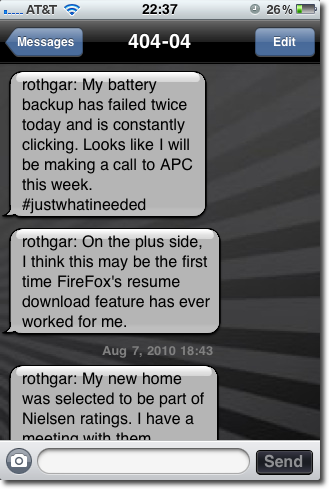 AT&T 22:37 26%
Messages 404-04 Edit
rothgar: My battery
backup has failed twice
today and is constantly
clicking. Looks like I will
be making a call to APC
this week.
#justwhatineeded
rothgar: On the plus side,
I think this may be the first
time FireFox's resume
download feature has ever
worked for me.
Aug 7, 2010 18:43
rothgar: My new home
was selected to be part of
Nielsen ratings. I have a
meeting with them
Send